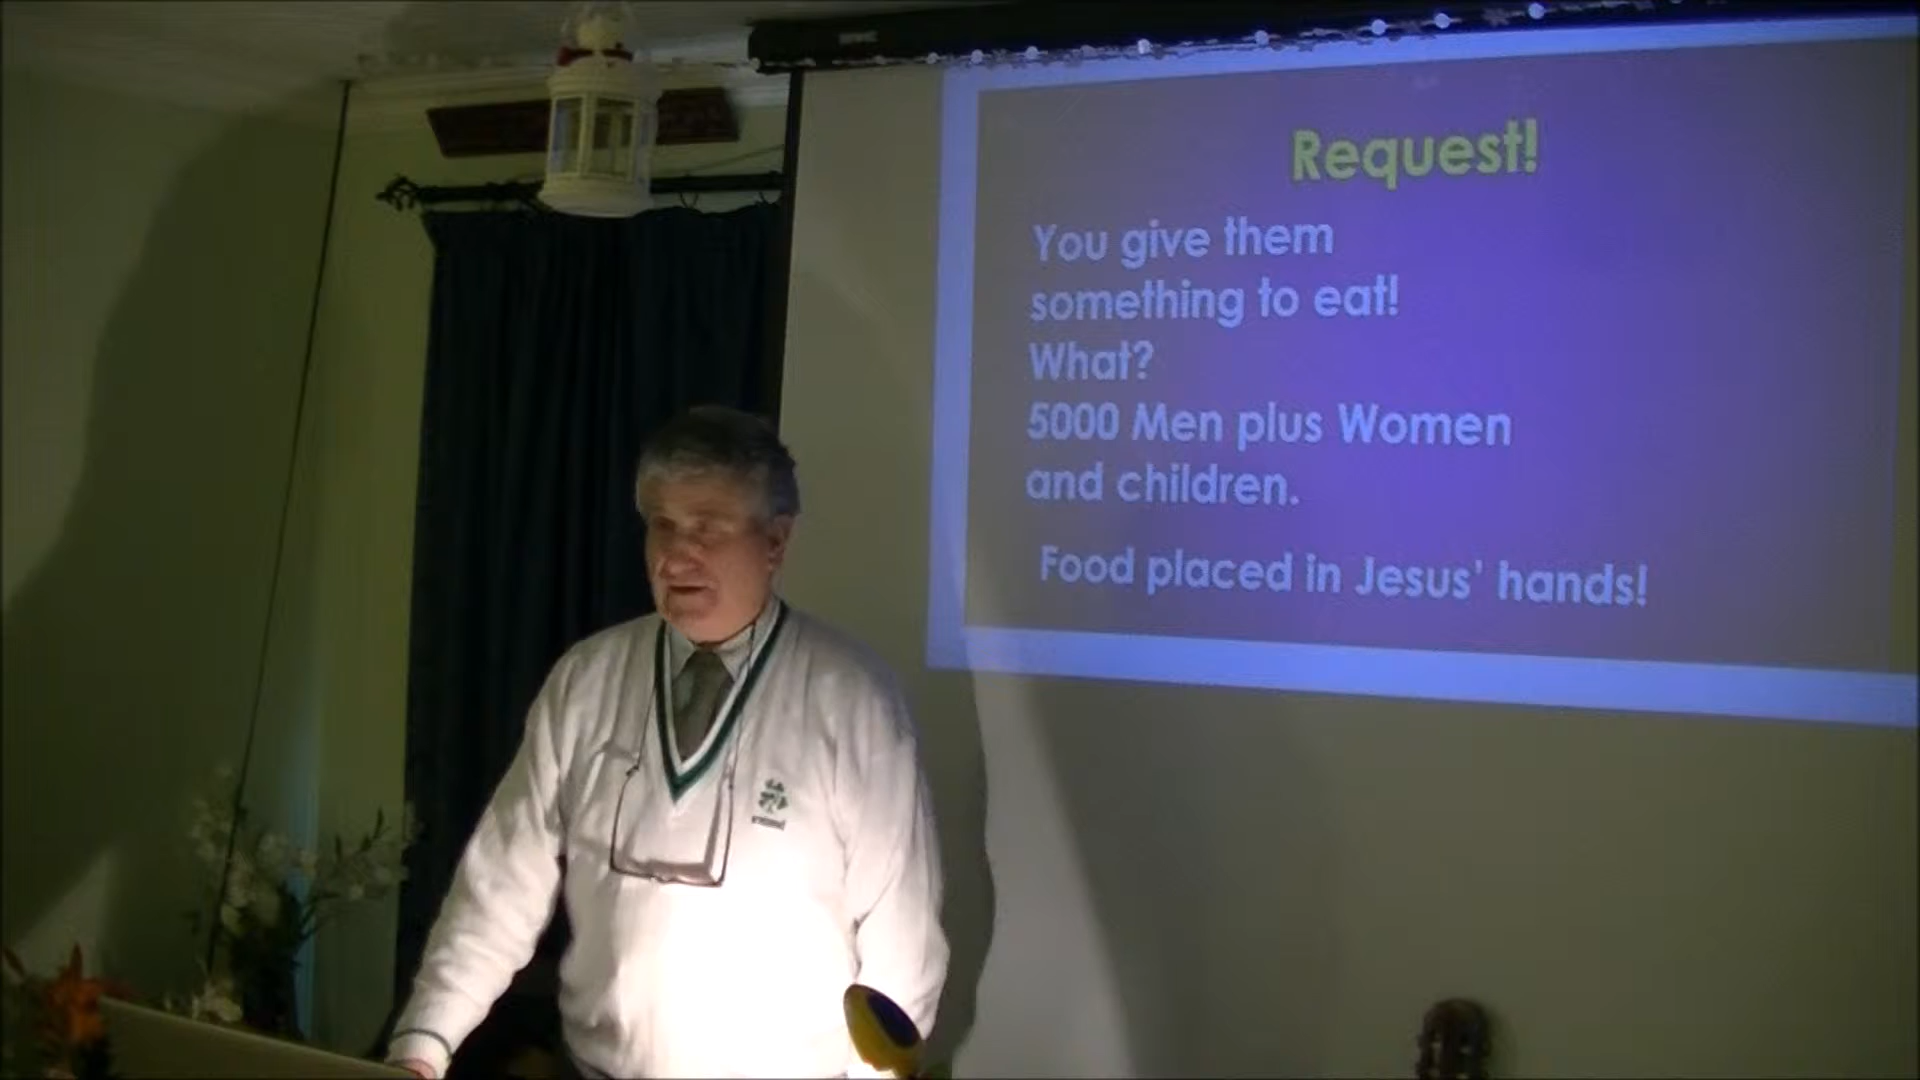 Request!
You give them
something to eat!
What?
5000 Men plus Women
and children.
Food placed in Jesus' hands!